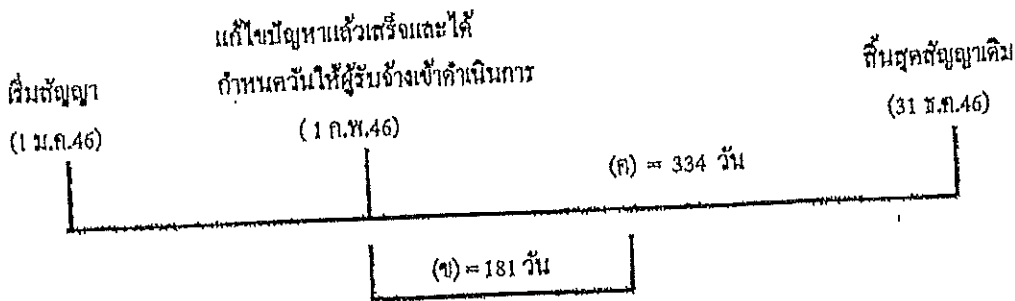 แก้ไขปัญหาแล้วเสร็จและได้
กำหนดวันให้ผู้รับจ้างเข้าดำเนินการ
(1 ก.พ.46)
เริ่มสัญญา
(1 ม.ค.46)
สิ้นสุดสัญญาเดิม
(31 ธ.ค.46)
(ค) = 334 วัน
(ข) = 181 วัน